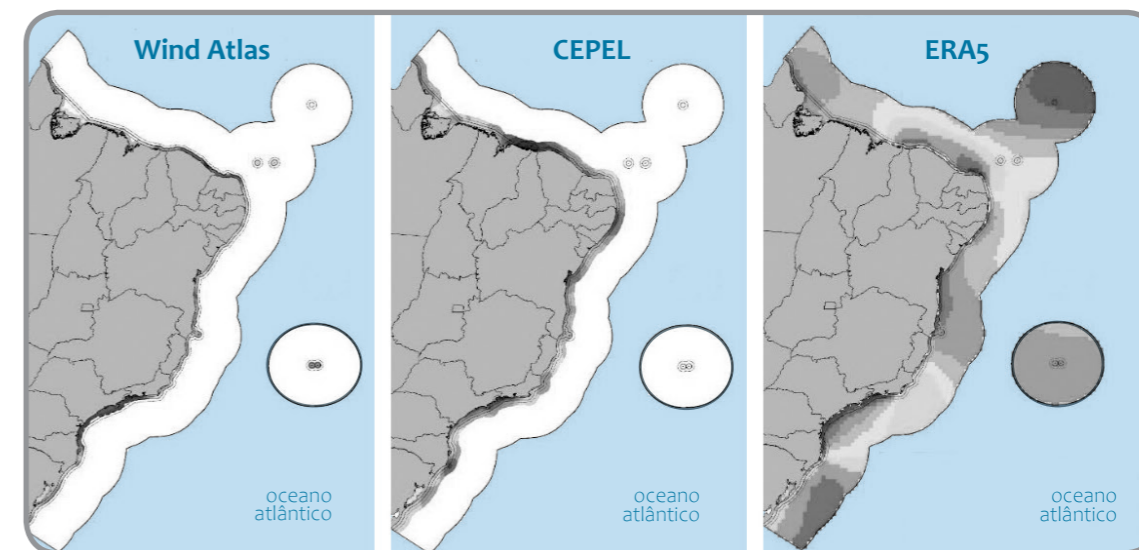 Wind Atlas
CEPEL
ERA5
oceano
atlântico
oceano
atlântico
oceano
atlântico